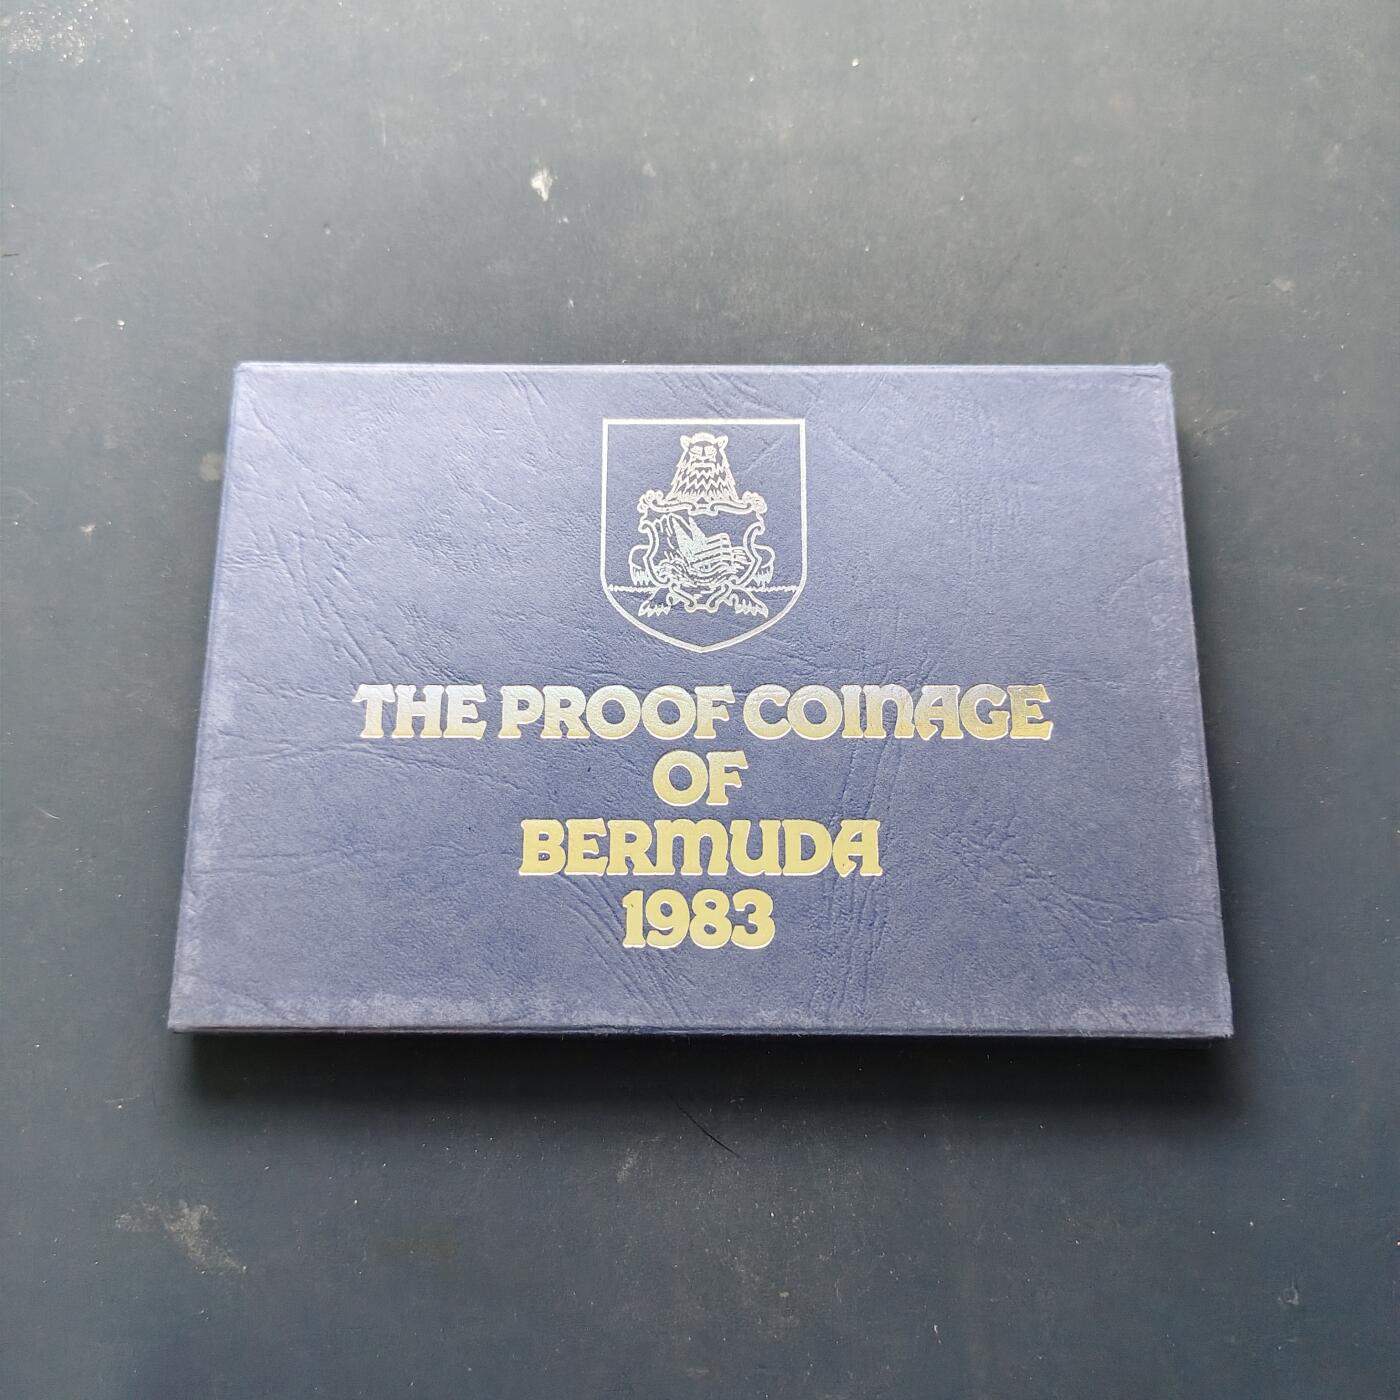 THE PROOF COINAGE
OF
BERMUDA
1983